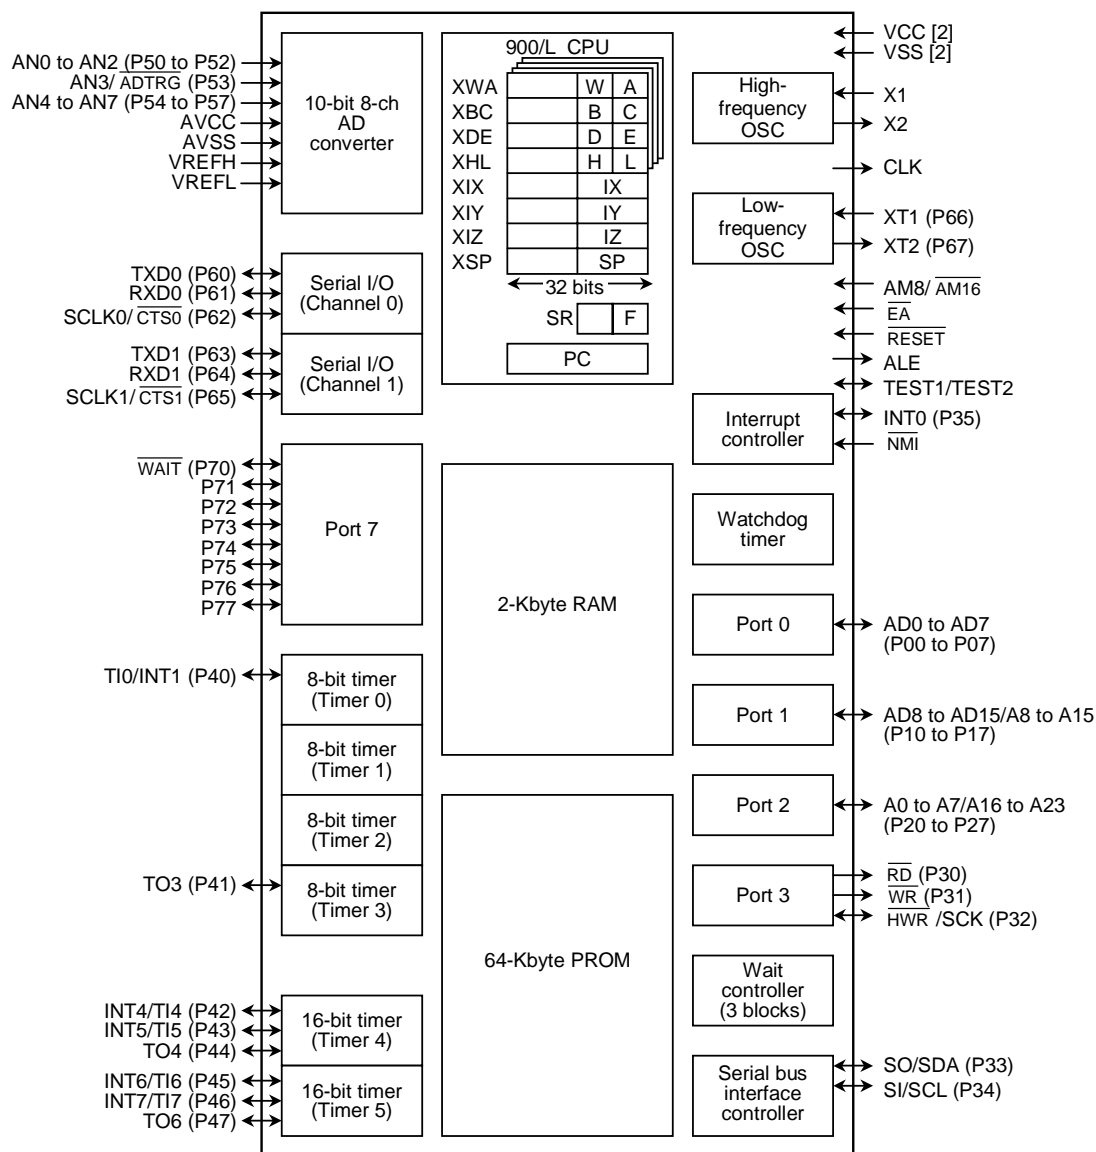 AN0 to AN2 (P50 to P52)
AN3/ ADTRG (P53)
AN4 to AN7 (P54 to P57)
AVCC
AVSS
VREFH
VREFL
10-bit 8-ch
AD
converter
TXD0 (P60)
RXD0 (P61)
SCLK0/ CTS0 (P62)
Serial I/O
(Channel 0)
TXD1 (P63)
RXD1 (P64)
SCLK1/ CTS1 (P65)
Serial I/O
(Channel 1)
WAIT (P70)
P71
P72
P73
P74
P75
P76
P77
Port 7
TI0/INT1 (P40)
8-bit timer
(Timer 0)
8-bit timer
(Timer 1)
8-bit timer
(Timer 2)
TO3 (P41)
8-bit timer
(Timer 3)
INT4/TI4 (P42)
INT5/TI5 (P43)
TO4 (P44)
16-bit timer
(Timer 4)
INT6/TI6 (P45)
INT7/TI7 (P46)
TO6 (P47)
16-bit timer
(Timer 5)
900/L CPU
XWA W A
XBC B C
XDE D E
XHL H L
XIX IX
XIY IY
XIZ IZ
XSP SP
32 bits
SR F
PC
2-Kbyte RAM
64-Kbyte PROM
VCC [2]
VSS [2]
High-
frequency
OSC
X1
X2
CLK
Low-
frequency
OSC
XT1 (P66)
XT2 (P67)
AM8/ AM16
EA
RESET
ALE
TEST1/TEST2
Interrupt
controller
INT0 (P35)
NMI
Watchdog
timer
Port 0
AD0 to AD7
(P00 to P07)
Port 1
AD8 to AD15/A8 to A15
(P10 to P17)
Port 2
A0 to A7/A16 to A23
(P20 to P27)
Port 3
RD (P30)
WR (P31)
HWR /SCK (P32)
Wait
controller
(3 blocks)
Serial bus
interface
controller
SO/SDA (P33)
SI/SCL (P34)